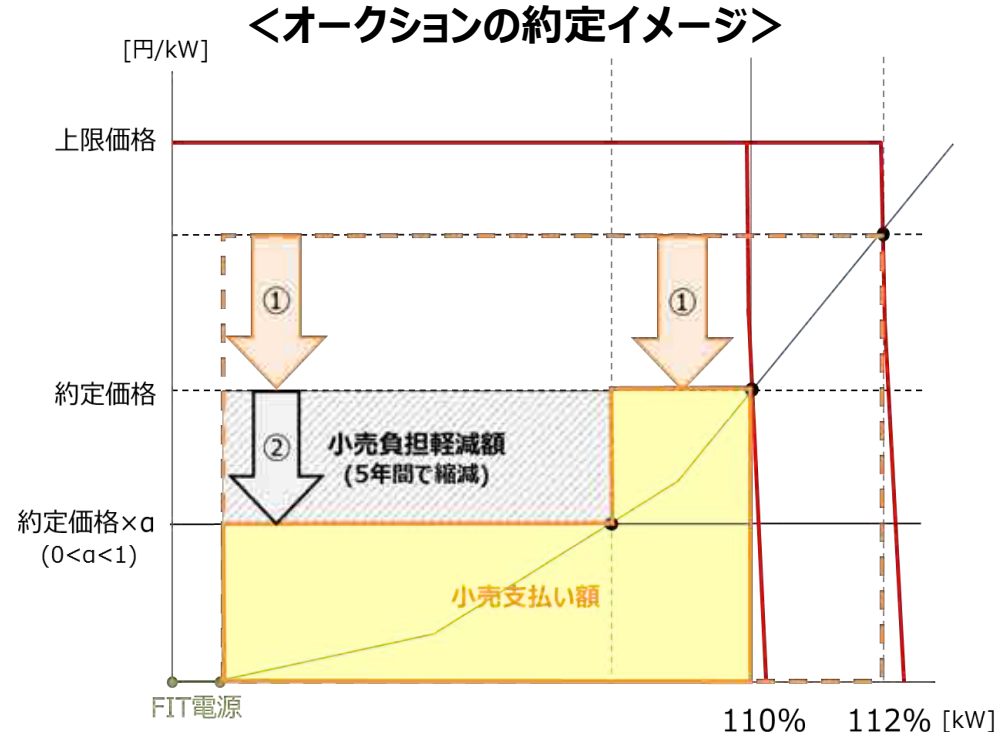 ＜オークションの約定イメージ＞
[円/kW]
上限価格
①
①
約定価格
②
小売負担軽減額
(5年間で縮減)
約定価格×α
(0<α<1)
小売支払い額
FIT電源
110%
112%
[kW]